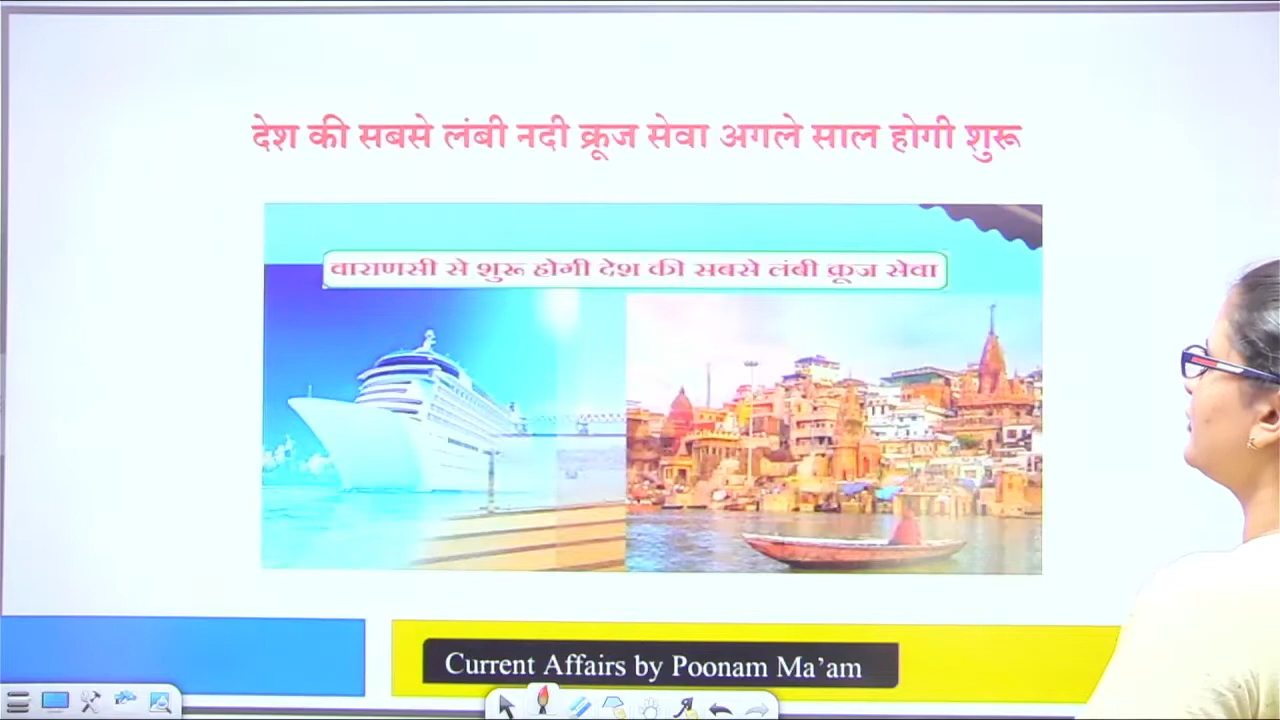 देश की सबसे लंबी नदी क्रूज सेवा अगले साल होगी शुरू
वाराणसी से शुरू होगी देश की सबसे लंबी क्रूज सेवा
Current Affairs by Poonam Ma'am